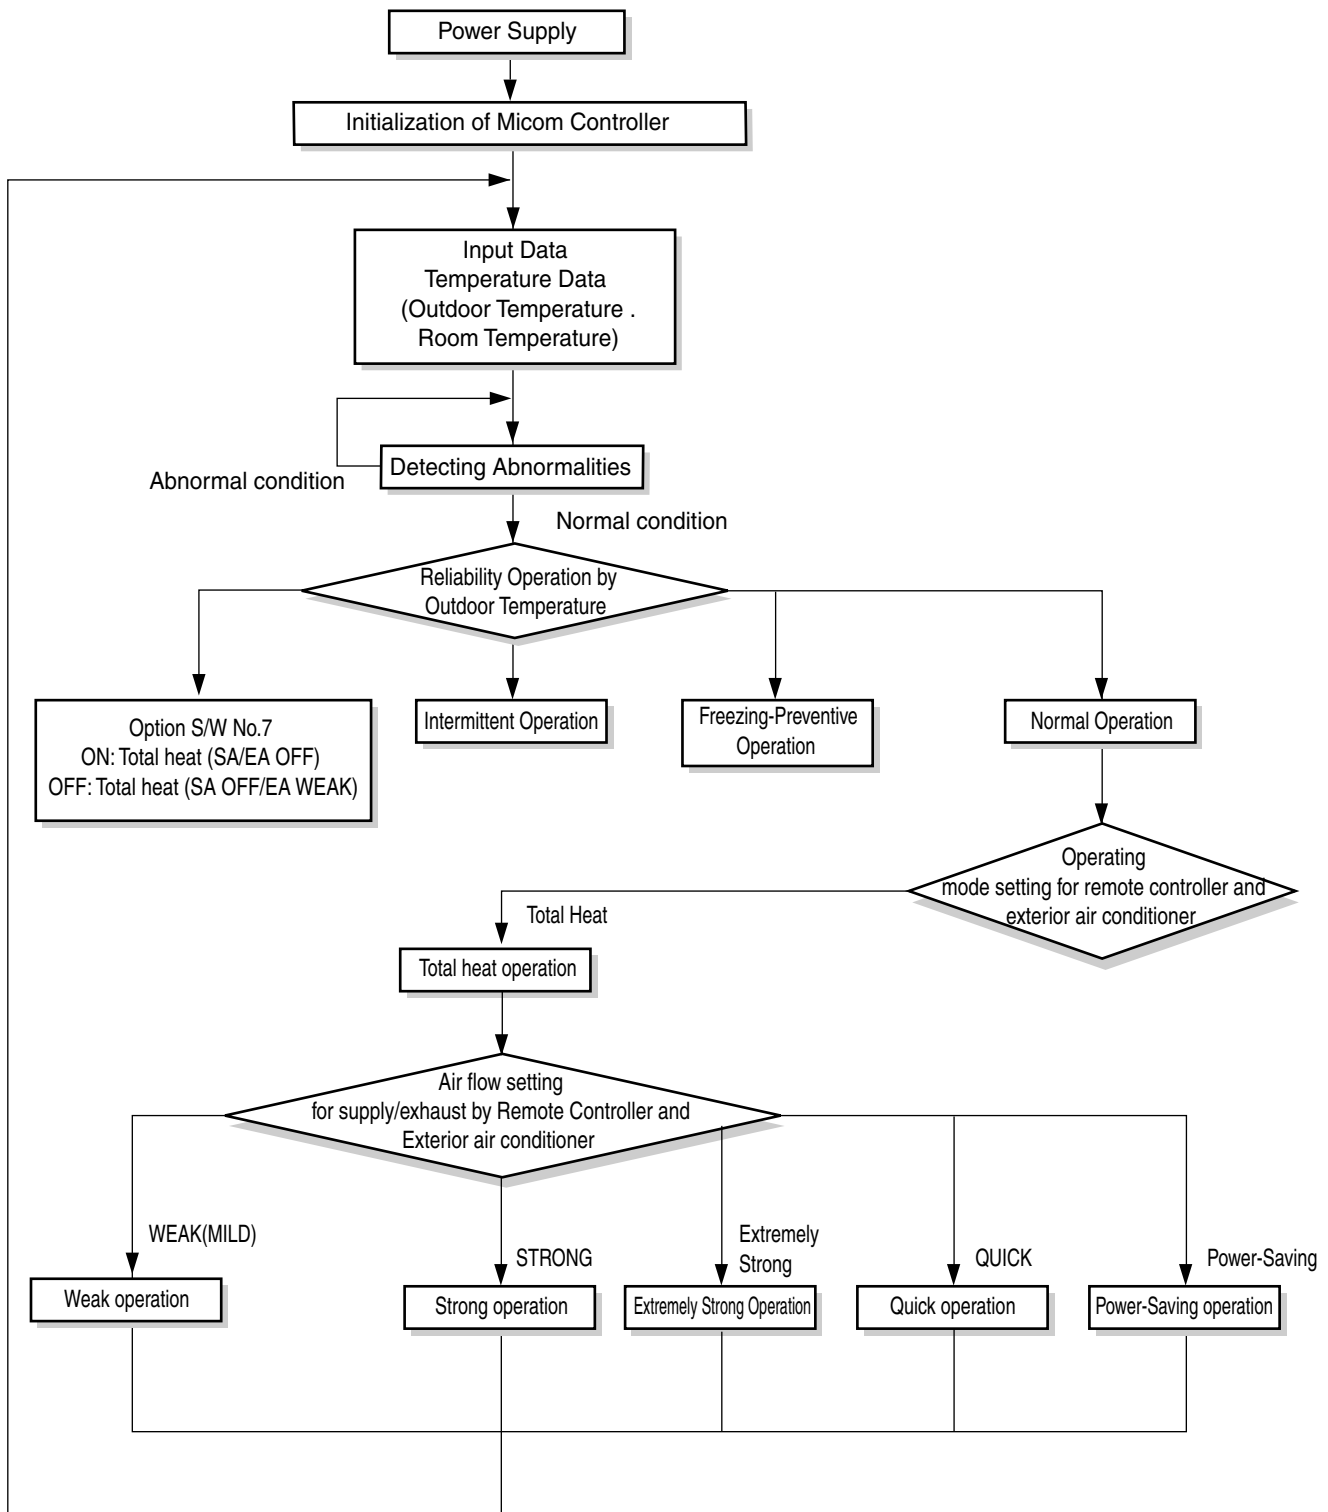 Power Supply
Initialization of Micom Controller
Input Data
Temperature Data
(Outdoor Temperature .
Room Temperature)
Detecting Abnormalities
Abnormal condition
Normal condition
Reliability Operation by
Outdoor Temperature
Option S/W No.7
ON: Total heat (SA/EA OFF)
OFF: Total heat (SA OFF/EA WEAK)
Intermittent Operation
Freezing-Preventive
Operation
Normal Operation
Operating
mode setting for remote controller and
exterior air conditioner
Total Heat
Total heat operation
Air flow setting
for supply/exhaust by Remote Controller and
Exterior air conditioner
WEAK(MILD)
STRONG
Extremely
Strong
QUICK
Power-Saving
Weak operation
Strong operation
Extremely Strong Operation
Quick operation
Power-Saving operation